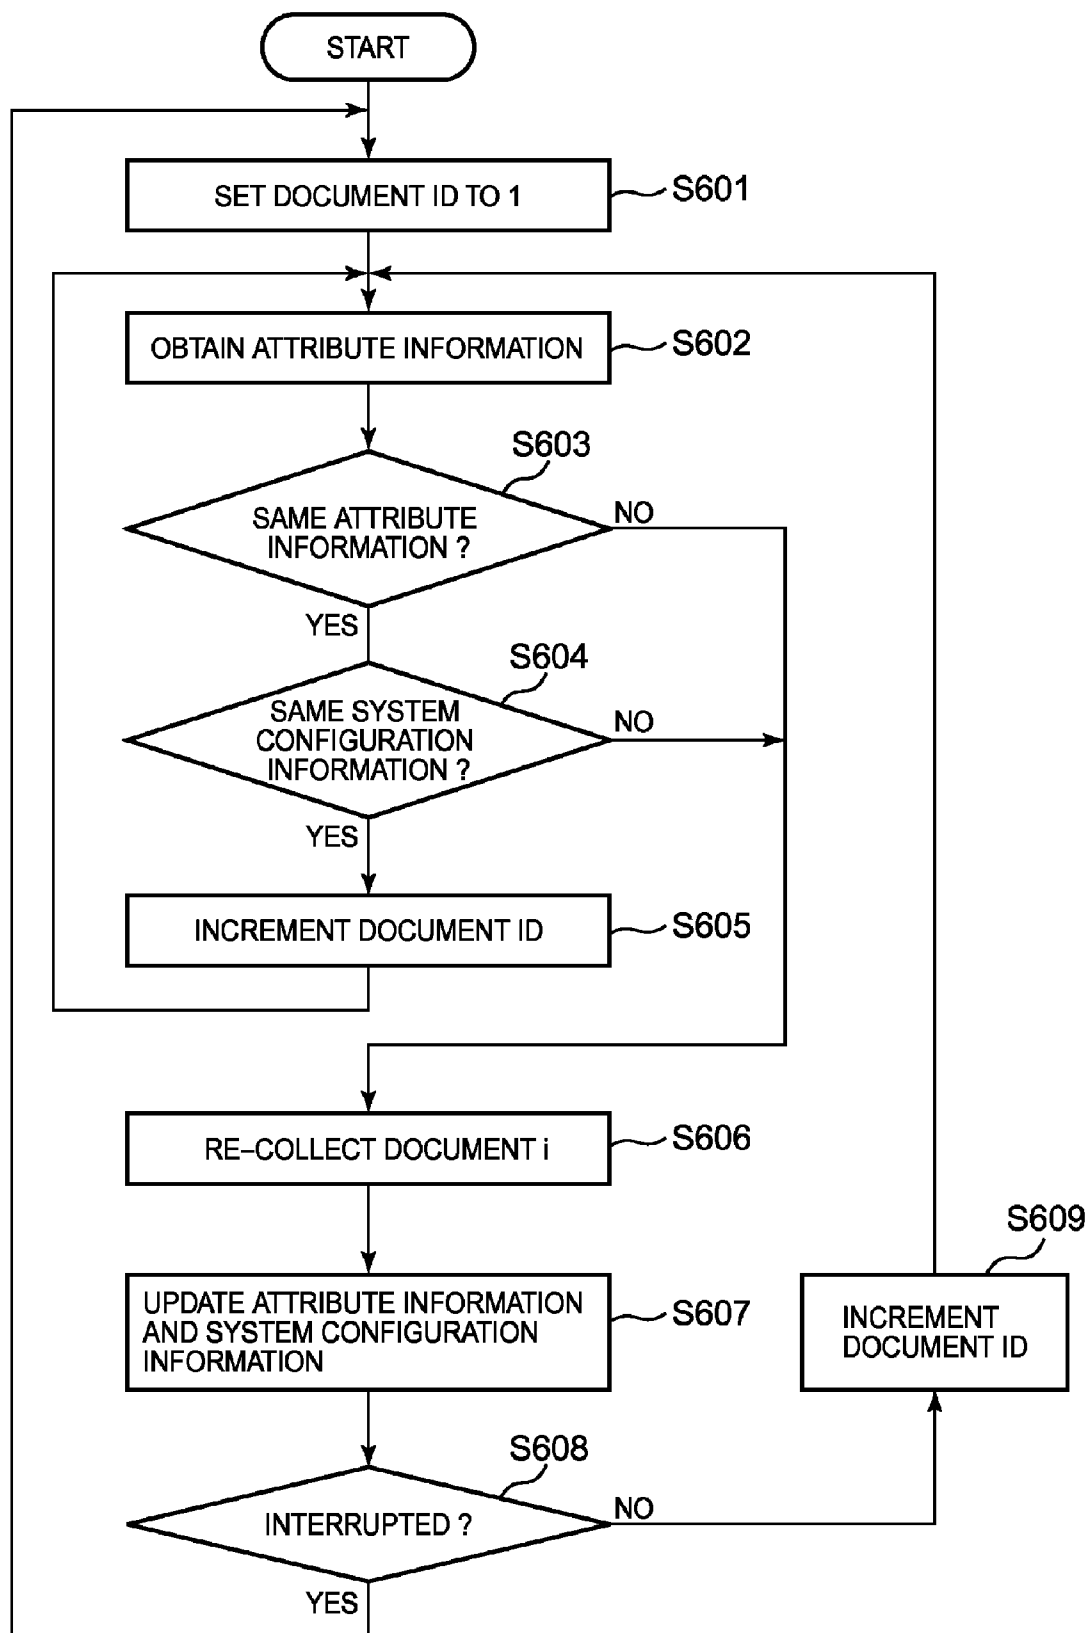 START
SET DOCUMENT ID TO 1
S601
OBTAIN ATTRIBUTE INFORMATION
S602
S603
SAME ATTRIBUTE
INFORMATION ?
NO
YES
S604
SAME SYSTEM
CONFIGURATION
INFORMATION ?
NO
YES
INCREMENT DOCUMENT ID
S605
RE–COLLECT DOCUMENT i
S606
UPDATE ATTRIBUTE INFORMATION
AND SYSTEM CONFIGURATION
INFORMATION
S607
S609
INCREMENT
DOCUMENT ID
S608
INTERRUPTED ?
NO
YES